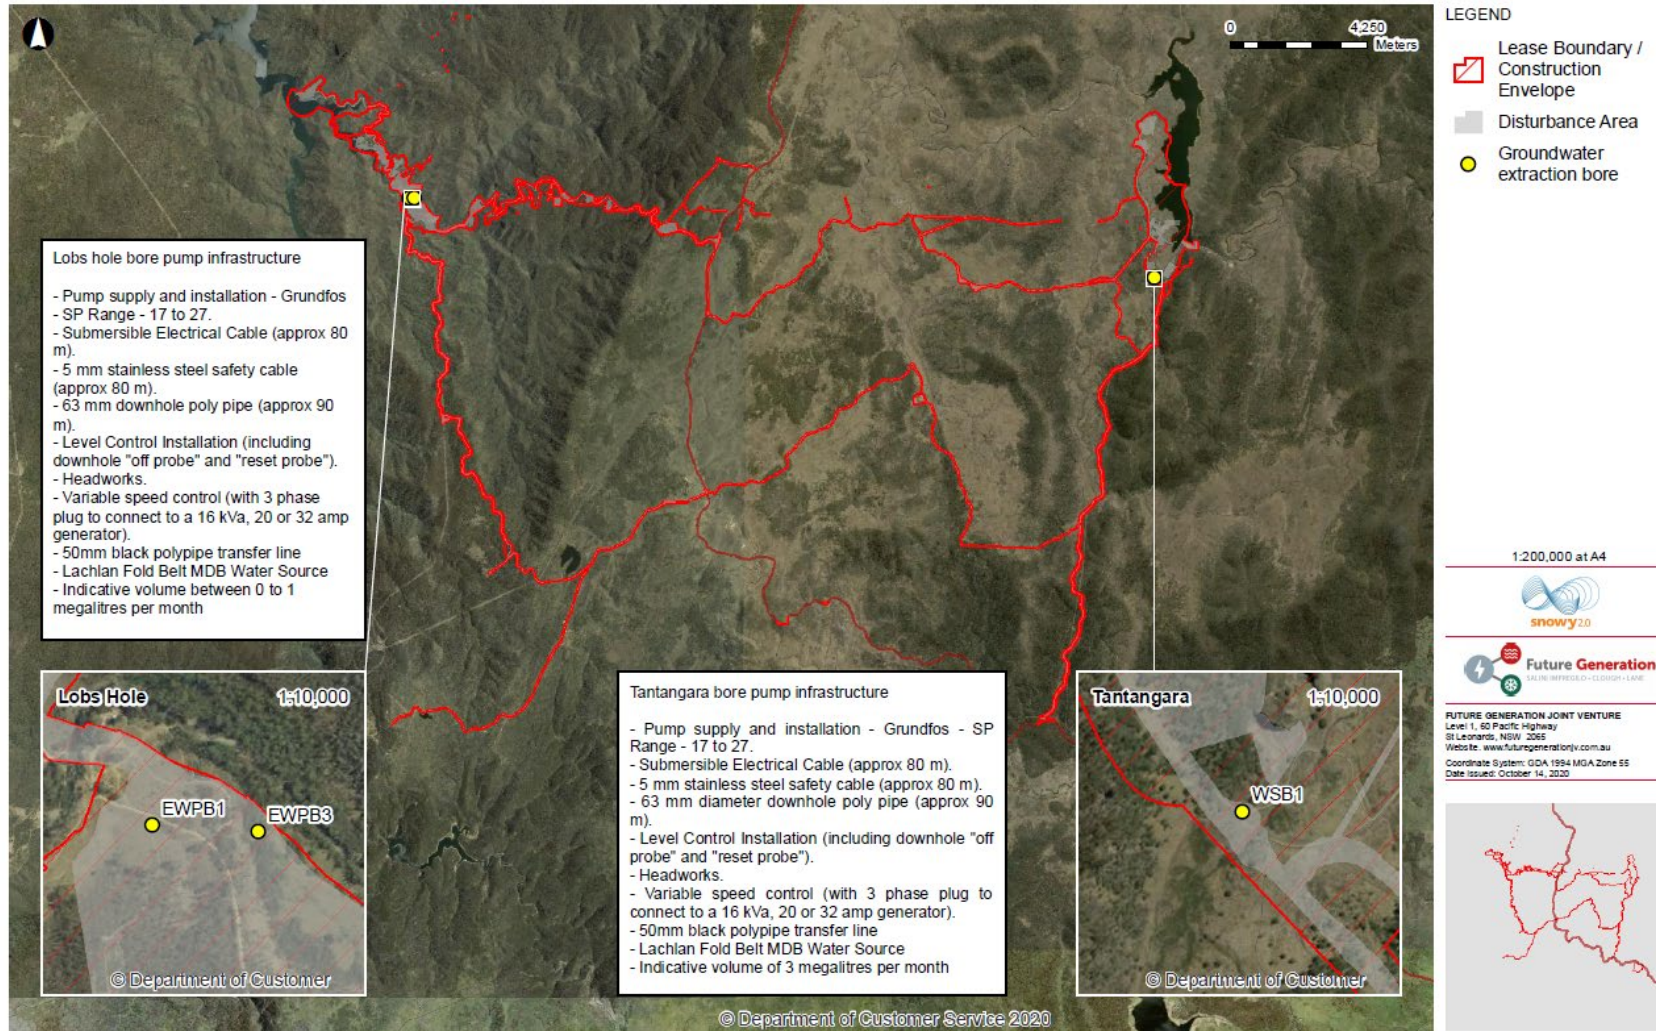 0 4,250
Meters
LEGEND
Lease Boundary /
Construction
Envelope
Disturbance Area
Groundwater
extraction bore
Lobs hole bore pump infrastructure
- Pump supply and installation - Grundfos
- SP Range - 17 to 27.
- Submersible Electrical Cable (approx 80
m).
- 5 mm stainless steel safety cable
(approx 80 m).
- 63 mm downhole poly pipe (approx 90
m).
- Level Control Installation (including
downhole "off probe" and "reset probe").
- Headworks.
- Variable speed control (with 3 phase
plug to connect to a 16 kVa, 20 or 32 amp
generator).
- 50mm black polypipe transfer line
- Lachlan Fold Belt MDB Water Source
- Indicative volume between 0 to 1
megalitres per month
Lobs Hole 1:10,000
EWPB1
EWPB3
© Department of Customer
Tantangara bore pump infrastructure
- Pump supply and installation - Grundfos - SP
Range - 17 to 27.
- Submersible Electrical Cable (approx 80 m).
- 5 mm stainless steel safety cable (approx 80 m).
- 63 mm diameter downhole poly pipe (approx 90
m).
- Level Control Installation (including downhole "off
probe" and "reset probe").
- Headworks.
- Variable speed control (with 3 phase plug to
connect to a 16 kVa, 20 or 32 amp generator).
- 50mm black polypipe transfer line
- Lachlan Fold Belt MDB Water Source
- Indicative volume of 3 megalitres per month
Tantangara 1:10,000
WSB1
© Department of Customer
© Department of Customer Service 2020
1:200,000 at A4
snowy2.0
Future Generation
SALINI IMPREGILO • CLOUGH • LANE
FUTURE GENERATION JOINT VENTURE
Level 1, 60 Pacific Highway
St Leonards, NSW 2065
Website. www.futuregenerationjv.com.au
Coordinate System: GDA 1994 MGA Zone 55
Date Issued: October 14, 2020